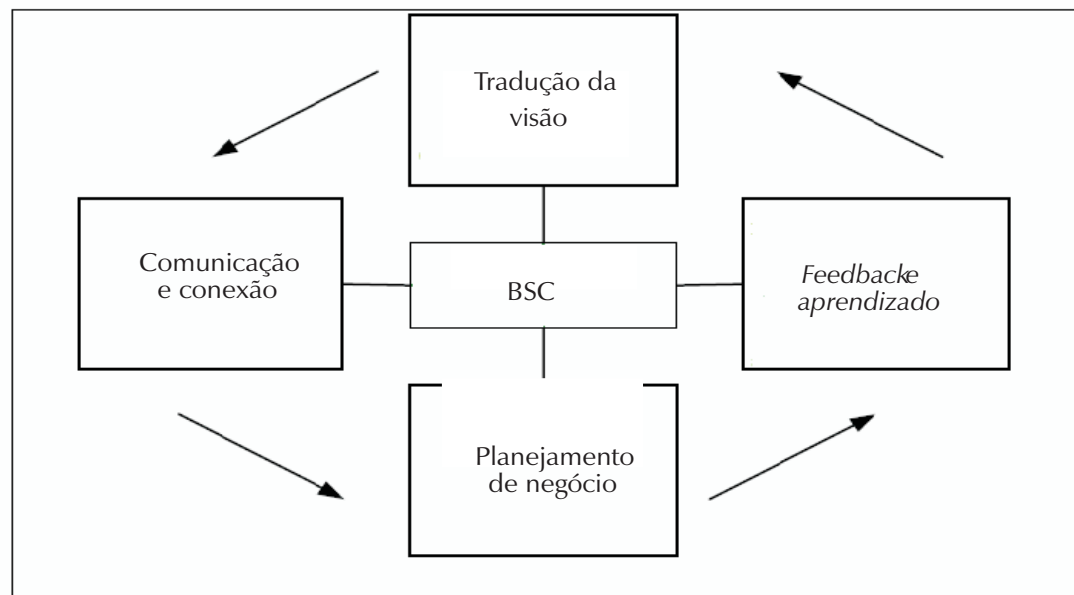 Tradução da
visão
Comunicação
e conexão
BSC
Feedbacke
aprendizado
Planejamento
de negócio